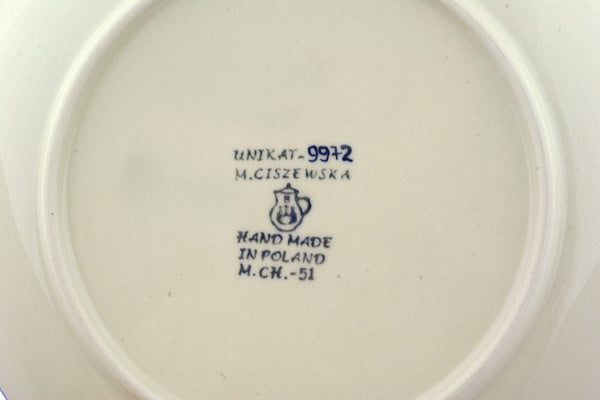 UNIKAT-9972
M.CISZEWSKA
HAND MADE
IN POLAND
M.CH.-51